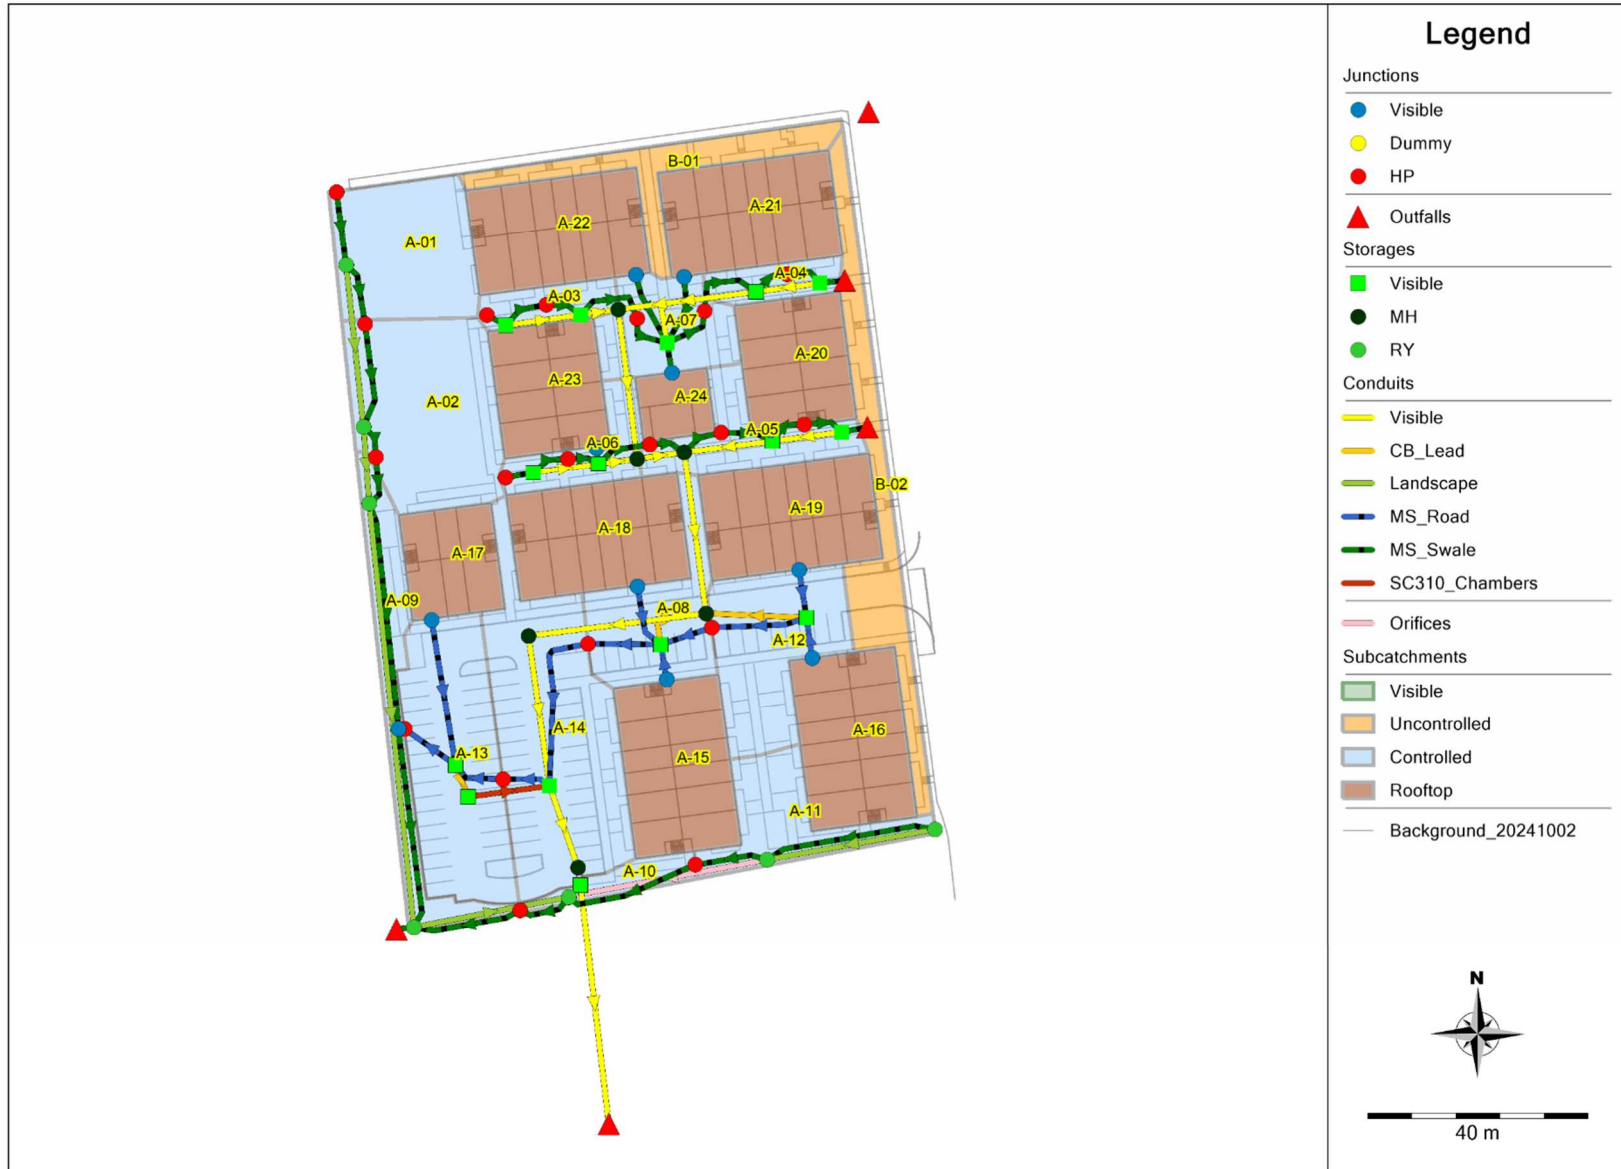 B-01
A-21
A-22
A-01
A-04
A-03
A-07
A-20
A-23
A-24
A-02
A-05
A-06
B-02
A-19
A-18
A-17
A-09
A-08
A-12
A-14
A-16
A-13
A-15
A-11
A-10
Legend
Junctions
Visible
Dummy
HP
Outfalls
Storages
Visible
MH
RY
Conduits
Visible
CB_Lead
Landscape
MS_Road
MS_Swale
SC310_Chambers
Orifices
Subcatchments
Visible
Uncontrolled
Controlled
Rooftop
Background_20241002
N
40 m